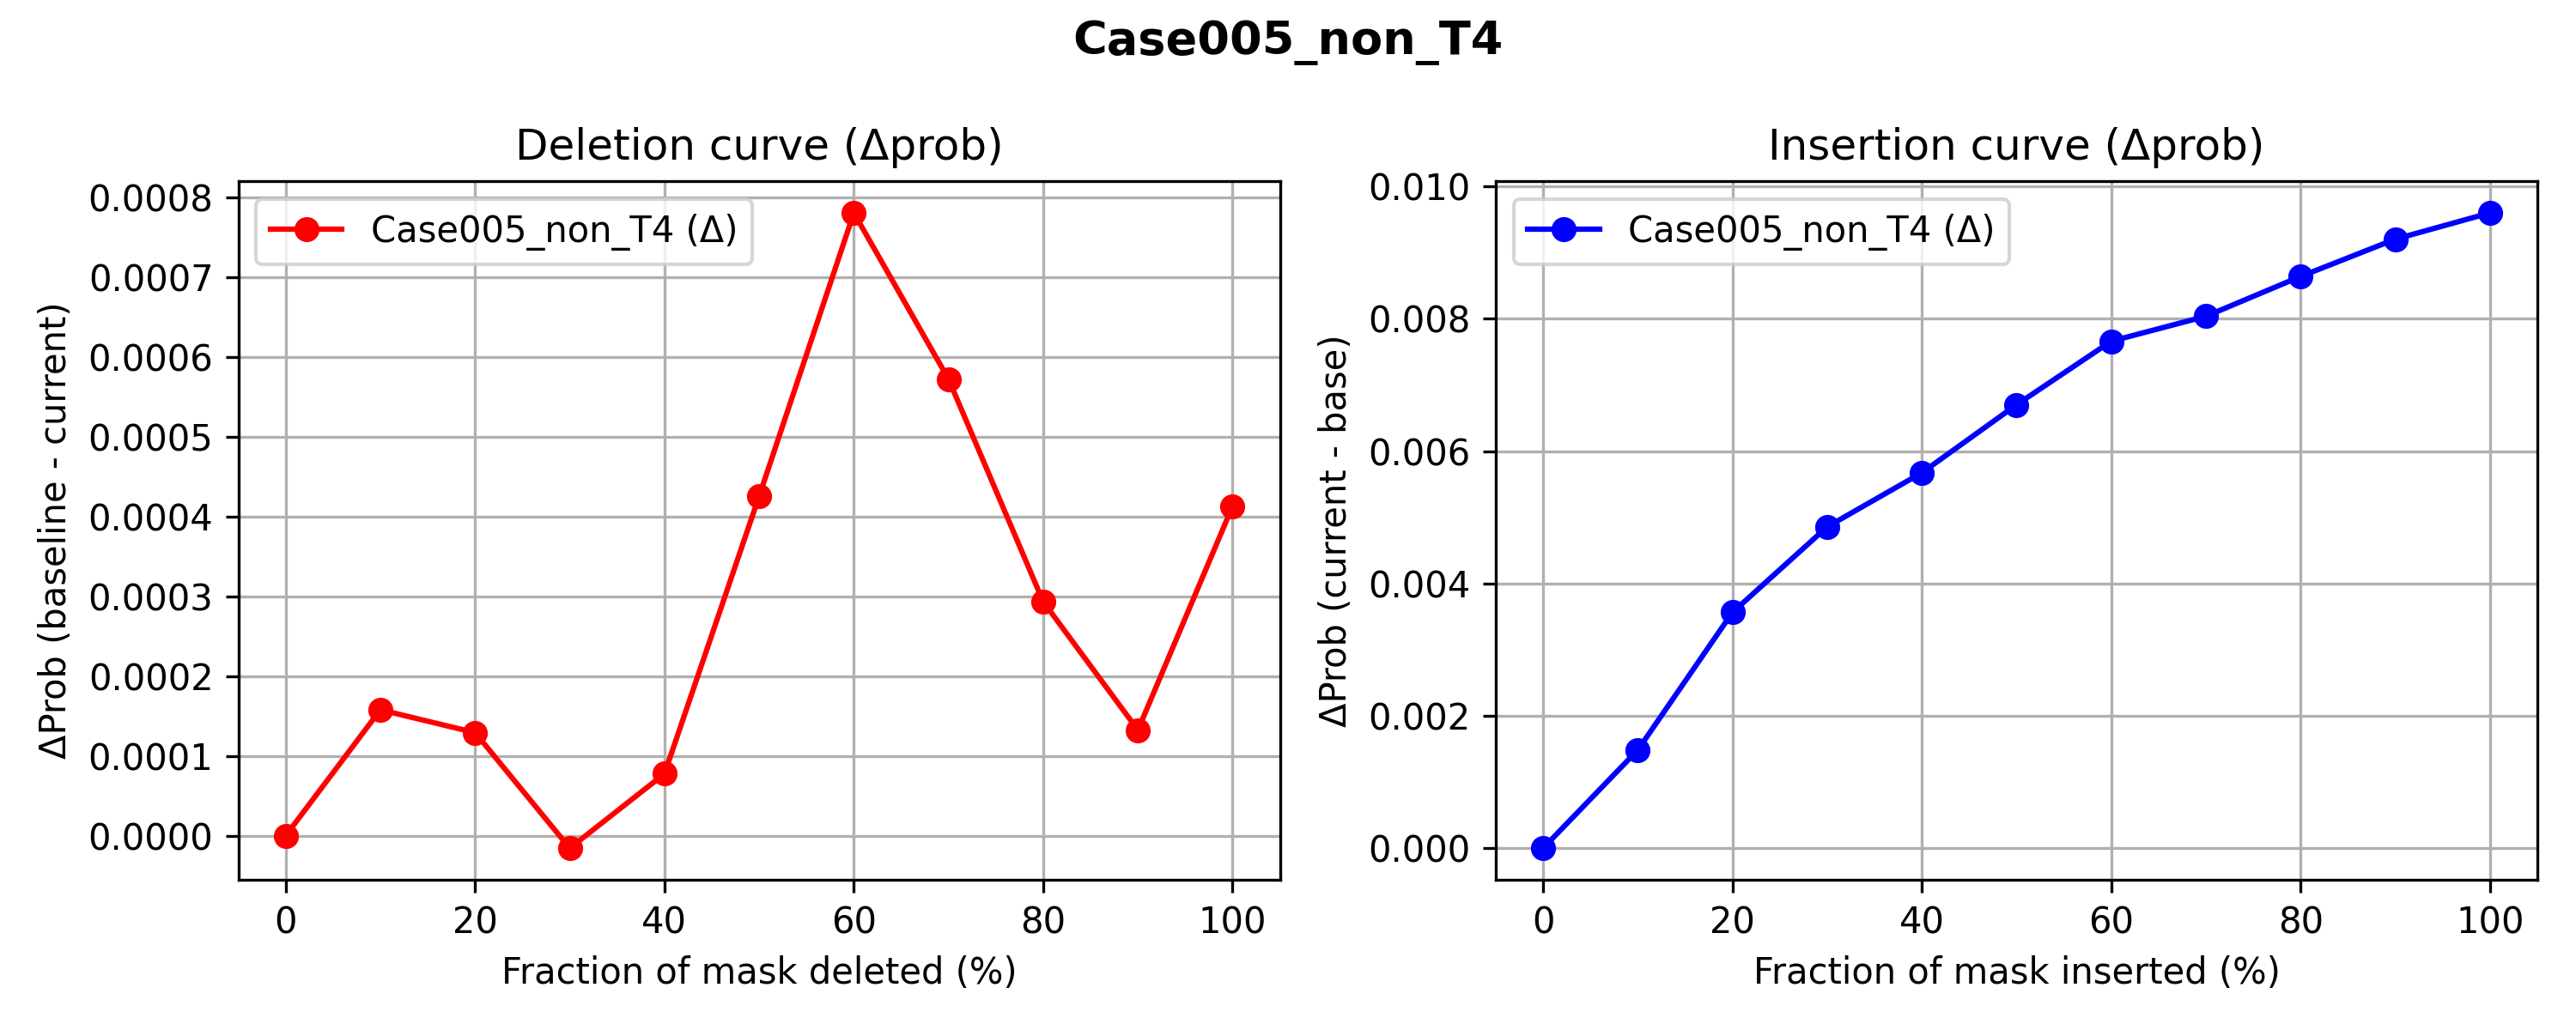 Case005_non_T4
Deletion curve (Δprob)
ΔProb (baseline - current)
0.0008
0.0007
0.0006
0.0005
0.0004
0.0003
0.0002
0.0001
0.0000
Case005_non_T4 (Δ)
0 20 40 60 80 100
Fraction of mask deleted (%)
Insertion curve (Δprob)
ΔProb (current - base)
0.010
0.008
0.006
0.004
0.002
0.000
Case005_non_T4 (Δ)
0 20 40 60 80 100
Fraction of mask inserted (%)